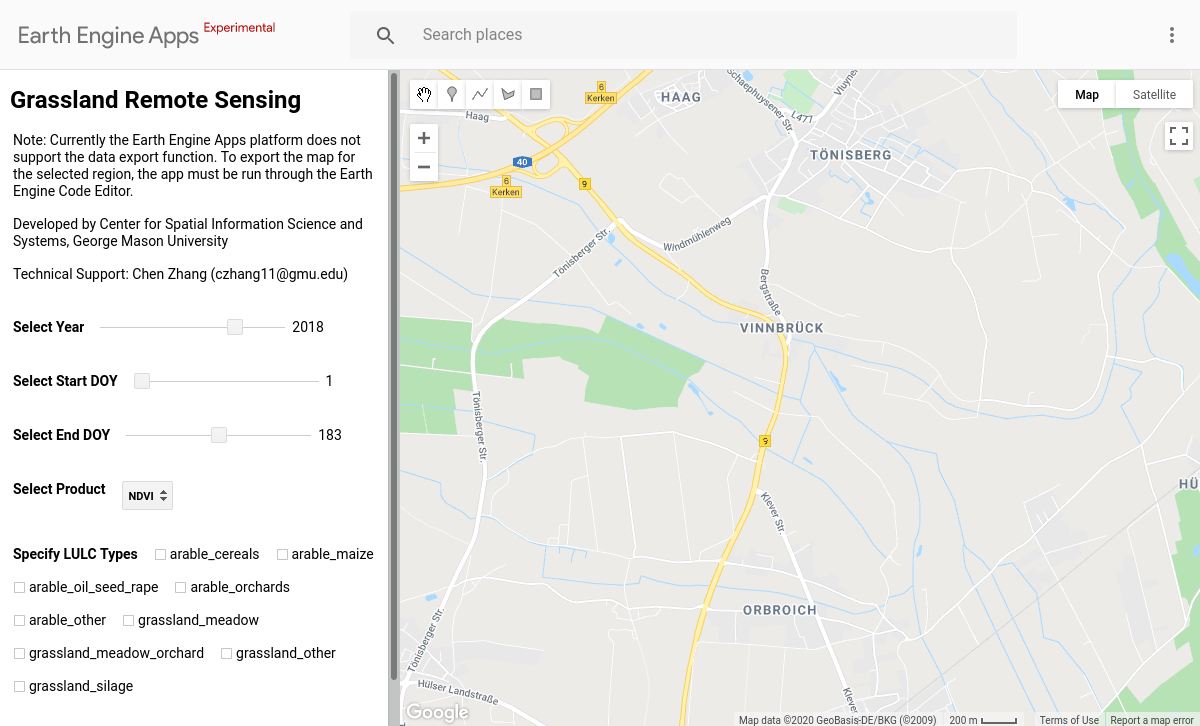 Earth Engine Apps Experimental
Search places
Grassland Remote Sensing
Note: Currently the Earth Engine Apps platform does not
support the data export function. To export the map for
the selected region, the app must be run through the Earth
Engine Code Editor.
Developed by Center for Spatial Information Science and
Systems, George Mason University
Technical Support: Chen Zhang (czhang11@gmu.edu)
Select Year 2018
Select Start DOY 1
Select End DOY 183
Select Product NDVI
Specify LULC Types arable_cereals arable_maize
arable_oil_seed_rape arable_orchards
arable_other grassland_meadow
grassland_meadow_orchard grassland_other
grassland_silage
Map Satellite
+
−
6
Kerken
HAAG
Haag
Schaephuysener Str.
L471
Vluyner
TÖNISBERG
40
6
Kerken
9
Tönisberger Str.
Windmühlenweg
Bergstraße
VINNBRÜCK
Tönisberger Str.
9
HÜ
Klever Str.
ORBROICH
Tönisberger Str.
Hülser Landstraße
Klever
Google
Map data ©2020 GeoBasis-DE/BKG (©2009) 200 m Terms of Use Report a map error